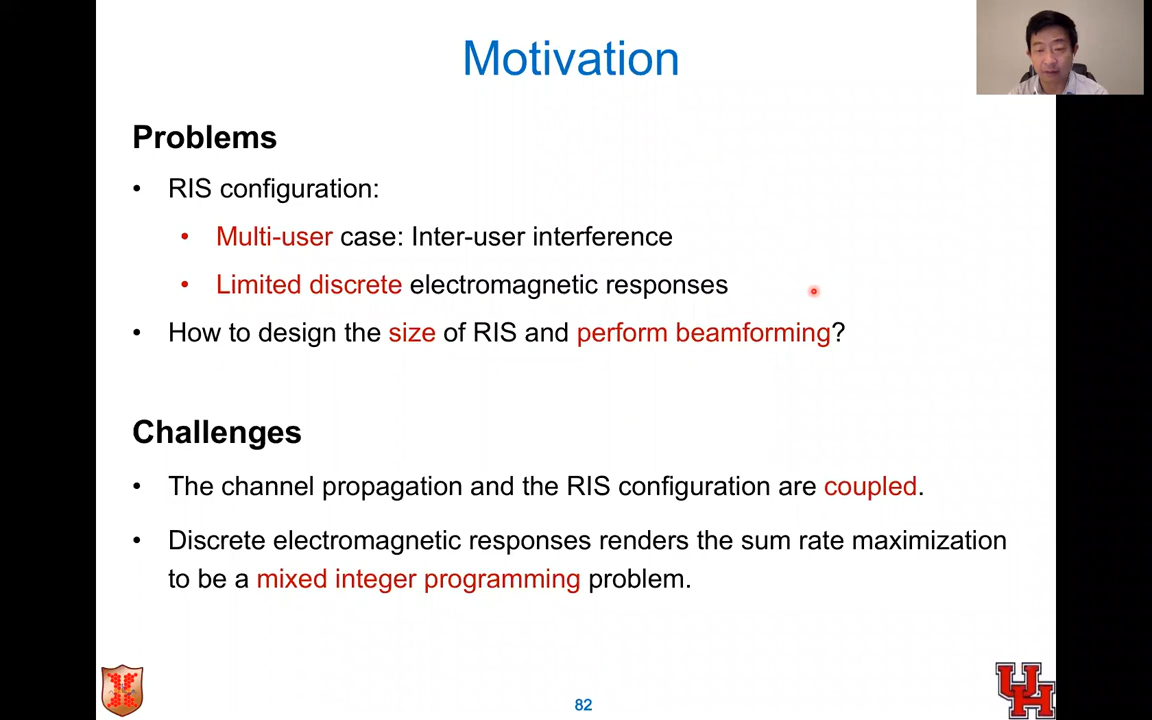 Motivation
Problems
• RIS configuration:
• Multi-user case: Inter-user interference
• Limited discrete electromagnetic responses
• How to design the size of RIS and perform beamforming?
Challenges
• The channel propagation and the RIS configuration are coupled.
• Discrete electromagnetic responses renders the sum rate maximization
to be a mixed integer programming problem.
UH
82